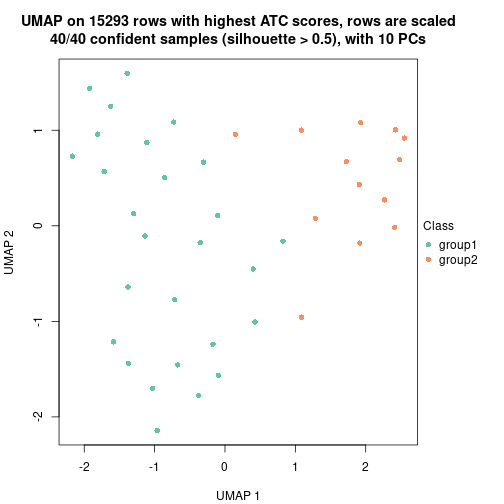 UMAP on 15293 rows with highest ATC scores, rows are scaled
40/40 confident samples (silhouette > 0.5), with 10 PCs
1
0
-1
-2
UMAP 2
-2
-1
0
1
2
UMAP 1
Class
group1
group2